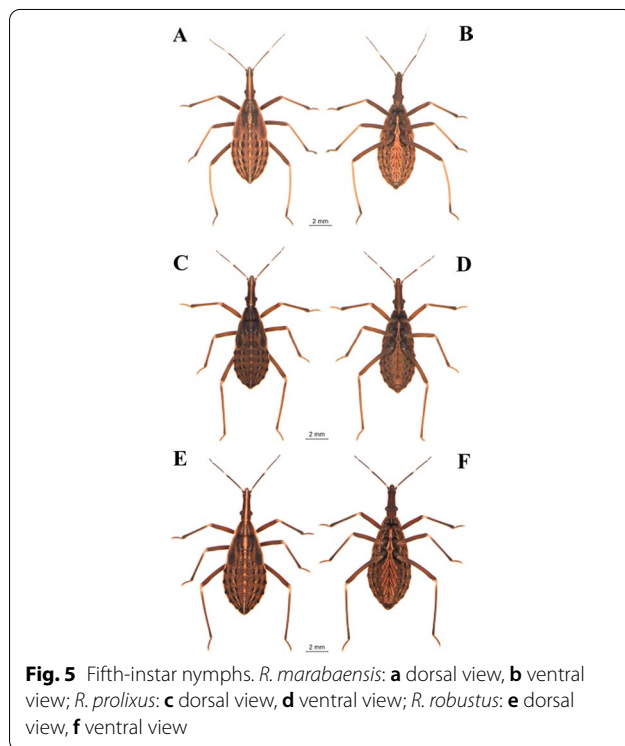 A
B
2 mm
C
D
2 mm
E
F
2 mm
Fig. 5 Fifth-instar nymphs. R. marabaensis: a dorsal view, b ventral
view; R. prolixus: c dorsal view, d ventral view; R. robustus: e dorsal
view, f ventral view